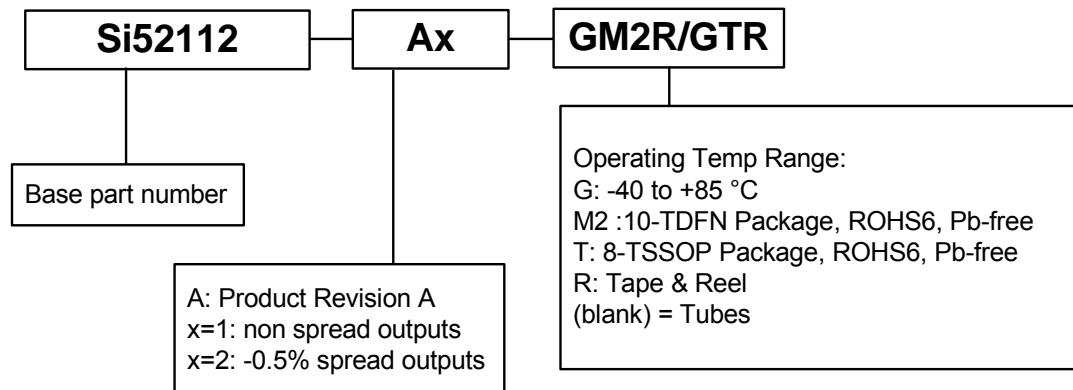 Si52112
Ax
GM2R/GTR
Base part number
A: Product Revision A
x=1: non spread outputs
x=2: -0.5% spread outputs
Operating Temp Range:
G: -40 to +85 °C
M2 :10-TDFN Package, ROHS6, Pb-free
T: 8-TSSOP Package, ROHS6, Pb-free
R: Tape & Reel
(blank) = Tubes